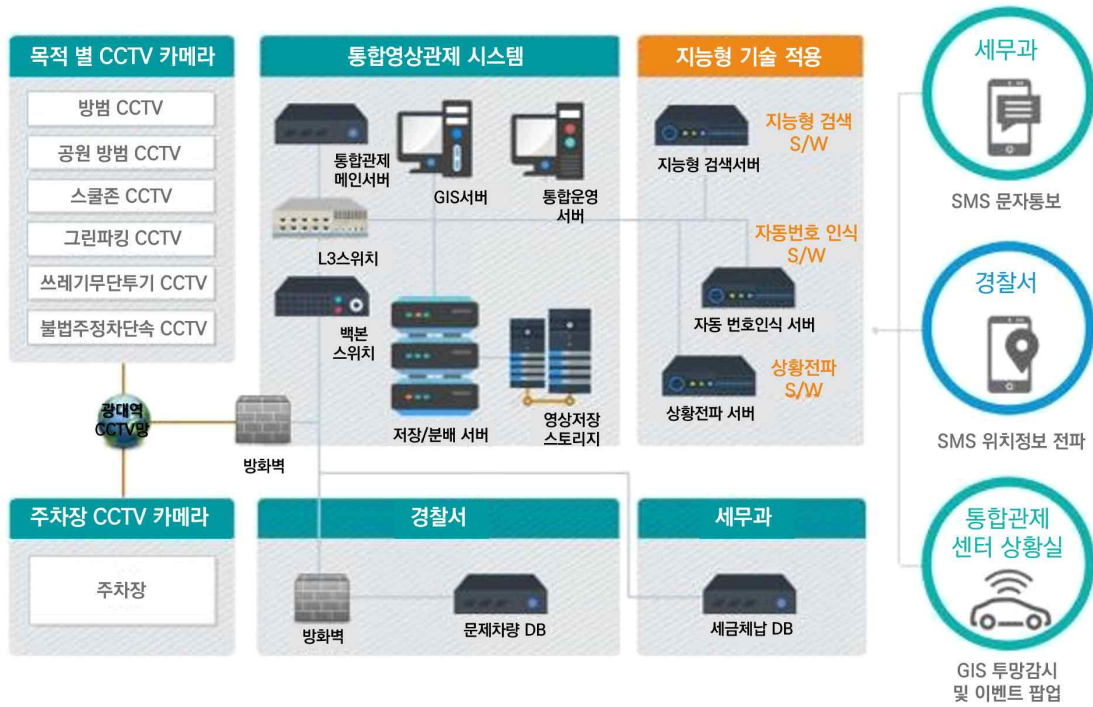 목적 별 CCTV 카메라
방범 CCTV
공원 방범 CCTV
스쿨존 CCTV
그린파킹 CCTV
쓰레기무단투기 CCTV
불법주정차단속 CCTV
광대역
CCTV망
방화벽
주차장 CCTV 카메라
주차장
통합영상관제 시스템
통합관제
메인서버
GIS서버
통합운영
서버
L3스위치
백본
스위치
저장/분배 서버
영상저장
스토리지
지능형 기술 적용
지능형 검색
S/W
지능형 검색서버
자동번호 인식
S/W
자동 번호인식 서버
상황전파
S/W
상황전파 서버
경찰서
방화벽
문제차량 DB
세무과
세금체납 DB
세무과
SMS 문자통보
경찰서
SMS 위치정보 전파
통합관제
센터 상황실
GIS 투망감시
및 이벤트 팝업